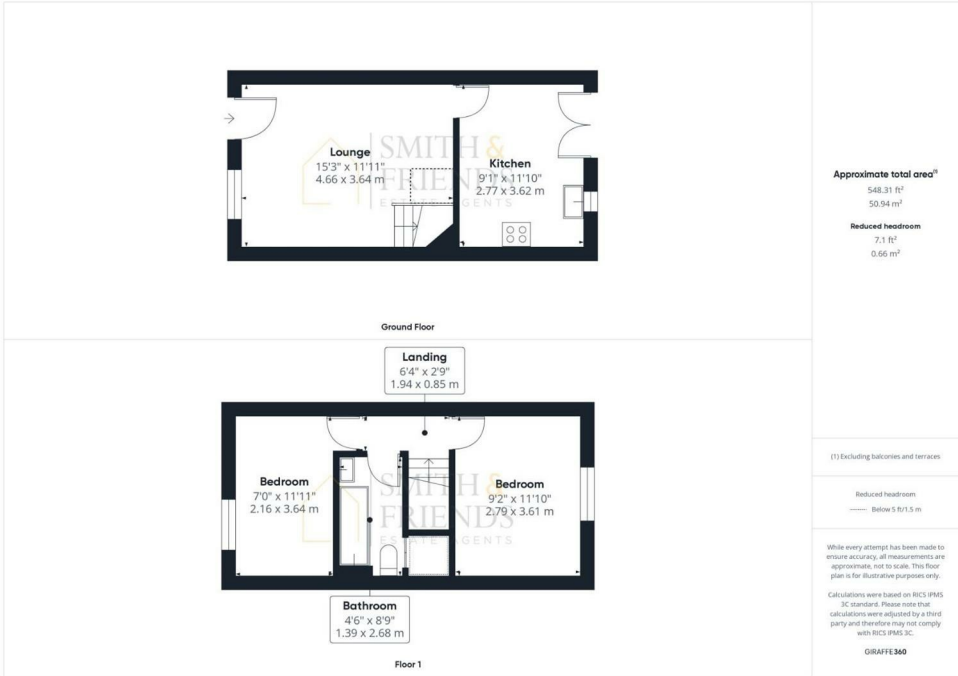 SMITH &
FRIENDS
ESTATE AGENTS
Lounge
15'3" x 11'11"
4.66 x 3.64 m
Kitchen
9'1" x 11'10"
2.77 x 3.62 m
Ground Floor
Landing
6'4" x 2'9"
1.94 x 0.85 m
SMITH &
FRIENDS
ESTATE AGENTS
Bedroom
7'0" x 11'11"
2.16 x 3.64 m
Bedroom
9'2" x 11'10"
2.79 x 3.61 m
Bathroom
4'6" x 8'9"
1.39 x 2.68 m
Floor 1
Approximate total area(1)
548.31 ft²
50.94 m²
Reduced headroom
7.1 ft²
0.66 m²
(1) Excluding balconies and terraces
Reduced headroom
Below 5 ft/1.5 m
While every attempt has been made to
ensure accuracy, all measurements are
approximate, not to scale. This floor
plan is for illustrative purposes only.
Calculations were based on RICS IPMS
3C standard. Please note that
calculations were adjusted by a third
party and therefore may not comply
with RICS IPMS 3C.
GIRAFFE360